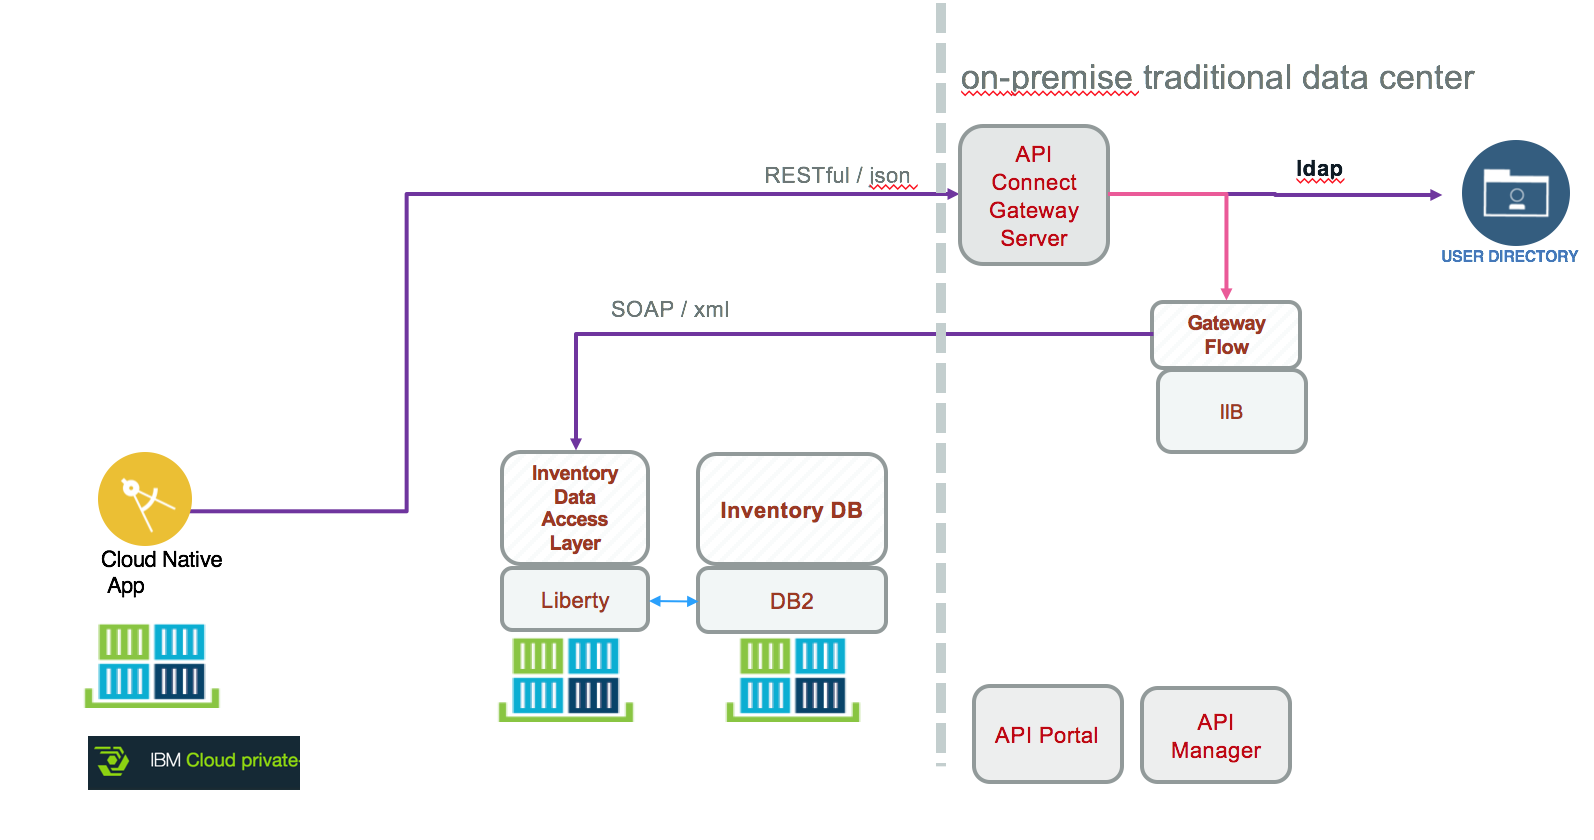 on-premise traditional data center
API
Connect
Gateway
Server
RESTful / json
ldap
USER DIRECTORY
SOAP / xml
Gateway
Flow
IIB
Inventory
Data
Access
Layer
Liberty
Inventory DB
DB2
Cloud Native
App
IBM Cloud private
API Portal
API
Manager